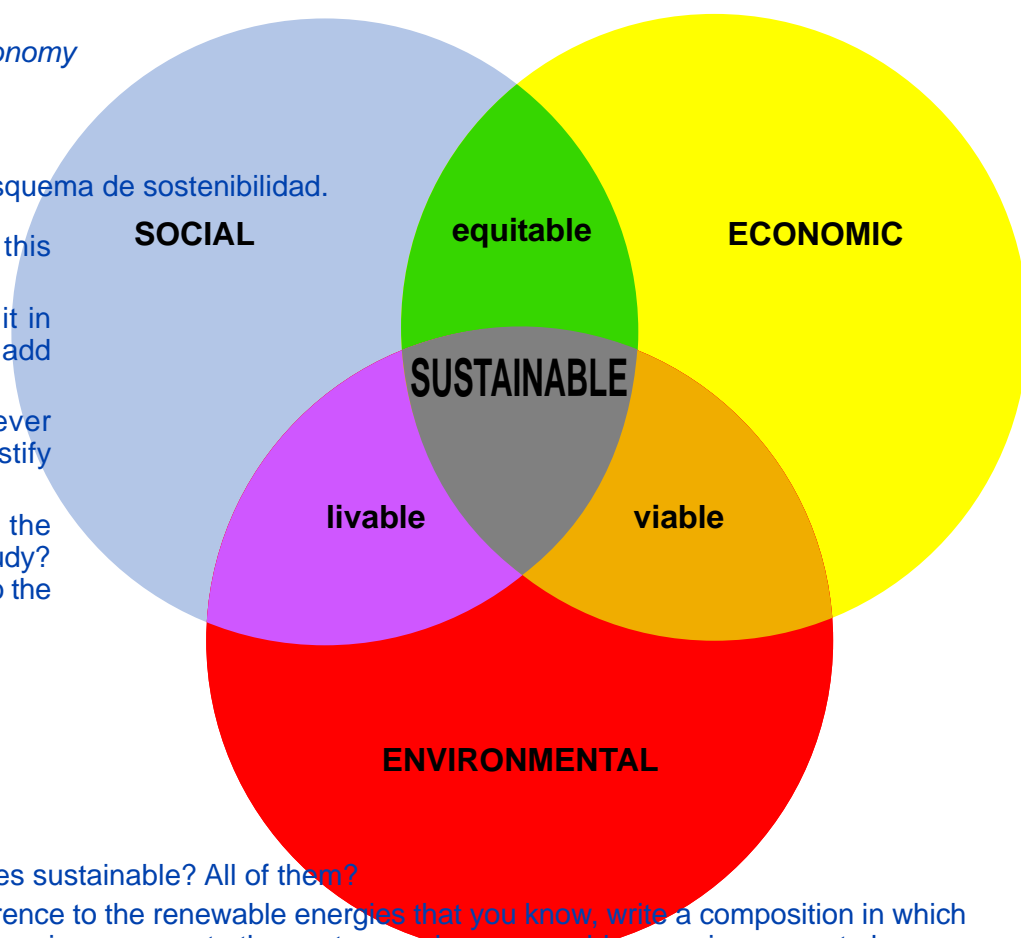 onomy
squema de sostenibilidad.
SOCIAL equitable ECONOMIC
this
it in
add
SUSTAINABLE
ever
stify
livable viable
the
udy?
o the
ENVIRONMENTAL
es sustainable? All of them?
rence to the renewable energies that you know, write a composition in which